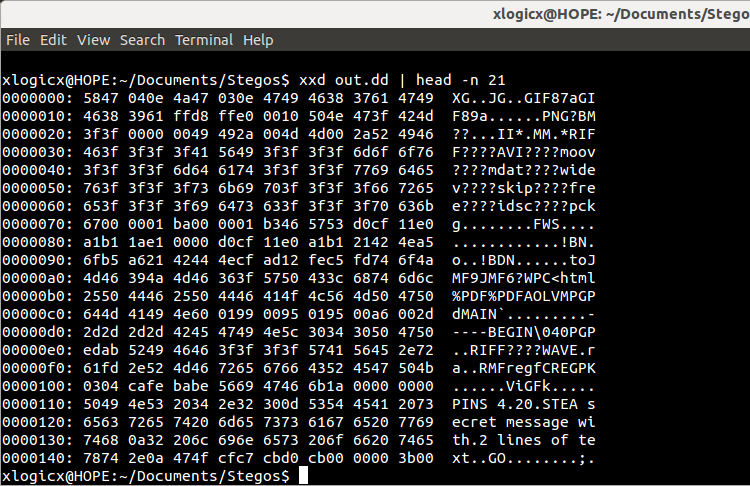 xlogicx@HOPE: ~/Documents/Stego
File Edit View Search Terminal Help
xlogicx@HOPE:~/Documents/Stegos$ xxd out.dd | head -n 21
0000000: 5847 040e 4a47 030e 4749 4638 3761 4749  XG..JG..GIF87aGI
0000010: 4638 3961 ffd8 ffe0 0010 504e 473f 424d  F89a......PNG?BM
0000020: 3f3f 0000 0049 492a 004d 4d00 2a52 4946  ??...II*.MM.*RIF
0000030: 463f 3f3f 3f41 5649 3f3f 3f3f 6d6f 6f76  F????AVI????moov
0000040: 3f3f 3f3f 6d64 6174 3f3f 3f3f 7769 6465  ????mdat????wide
0000050: 763f 3f3f 3f73 6b69 703f 3f3f 3f66 7265  v????skip????fre
0000060: 653f 3f3f 3f69 6473 633f 3f3f 3f70 636b  e????idsc????pck
0000070: 6700 0001 ba00 0001 b346 5753 d0cf 11e0  g........FWS....
0000080: a1b1 1ae1 0000 d0cf 11e0 a1b1 2142 4ea5  ............!BN.
0000090: 6fb5 a621 4244 4ecf ad12 fec5 fd74 6f4a  o..!BDN......toJ
00000a0: 4d46 394a 4d46 363f 5750 433c 6874 6d6c  MF9JMF6?WPC<html
00000b0: 2550 4446 2550 4446 414f 4c56 4d50 4750  %PDF%PDFAOLVMPGP
00000c0: 644d 4149 4e60 0199 0095 0195 00a6 002d  dMAIN`.........-
00000d0: 2d2d 2d2d 4245 4749 4e5c 3034 3050 4750  ----BEGIN\040PGP
00000e0: edab 5249 4646 3f3f 3f3f 5741 5645 2e72  ..RIFF????WAVE.r
00000f0: 61fd 2e52 4d46 7265 6766 4352 4547 504b  a..RMFregfCREGPK
0000100: 0304 cafe babe 5669 4746 6b1a 0000 0000  ......ViGFk.....
0000110: 5049 4e53 2034 2e32 300d 5354 4541 2073  PINS 4.20.STEA s
0000120: 6563 7265 7420 6d65 7373 6167 6520 7769  ecret message wi
0000130: 7468 0a32 206c 696e 6573 206f 6620 7465  th.2 lines of te
0000140: 7874 2e0a 474f cfc7 cbd0 cb00 0000 3b00  xt..GO........;.
xlogicx@HOPE:~/Documents/Stegos$